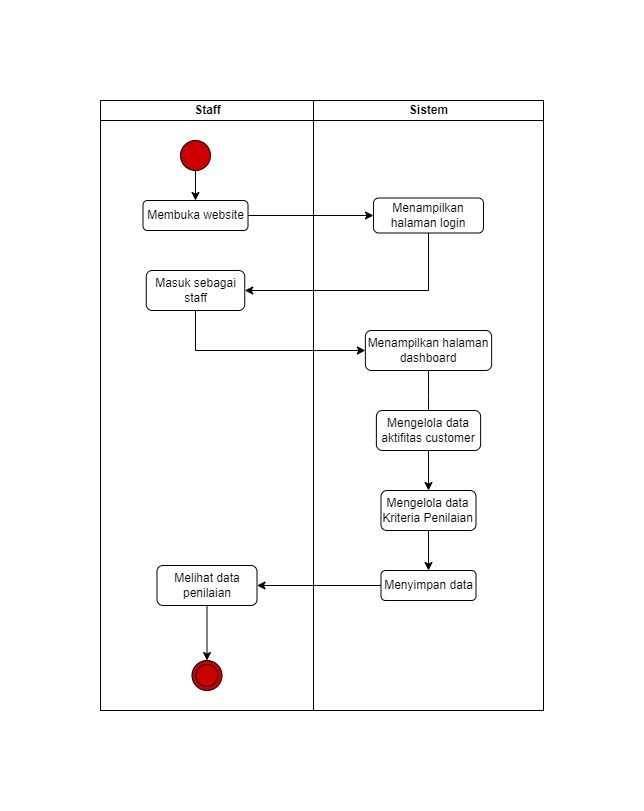 Staff
Sistem
Membuka website
Menampilkan
halaman login
Masuk sebagai
staff
Menampilkan halaman
dashboard
Mengelola data
aktifitas customer
Mengelola data
Kriteria Penilaian
Menyimpan data
Melihat data
penilaian